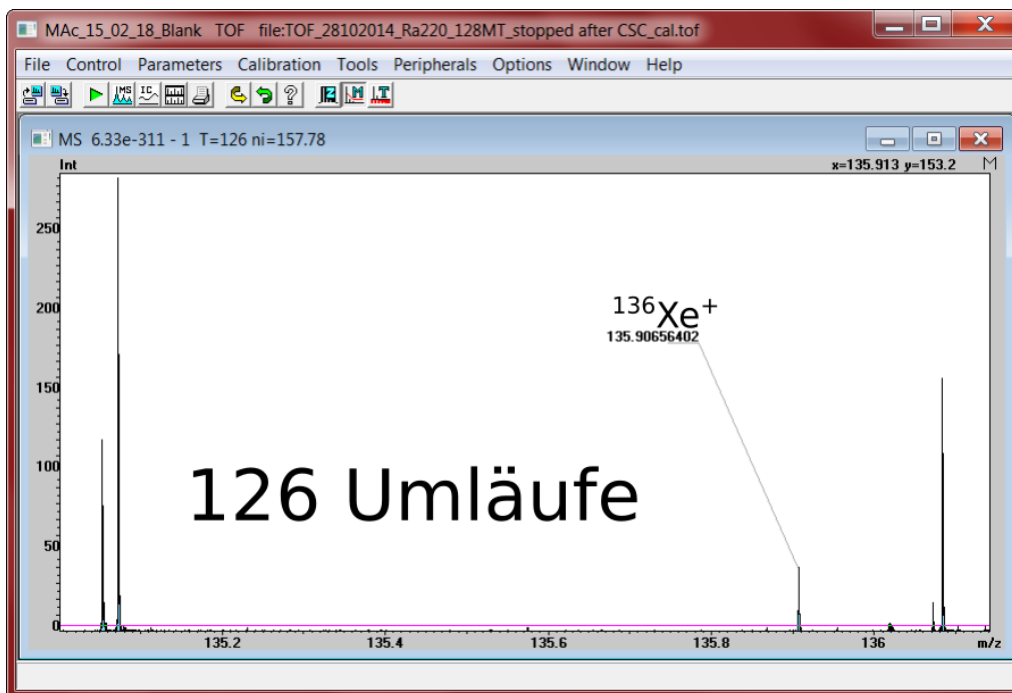 MAc_15_02_18_Blank TOF file:TOF_28102014_Ra220_128MT_stopped after CSC_cal.tof
File Control Parameters Calibration Tools Peripherals Options Window Help
MS IC
MS 6.33e-311 - 1 T=126 ni=157.78
Int
x=135.913 y=153.2 M
250
200
136Xe+
135.90656402
150
100
126 Umläufe
50
0
135.2 135.4 135.6 135.8 136 m/z